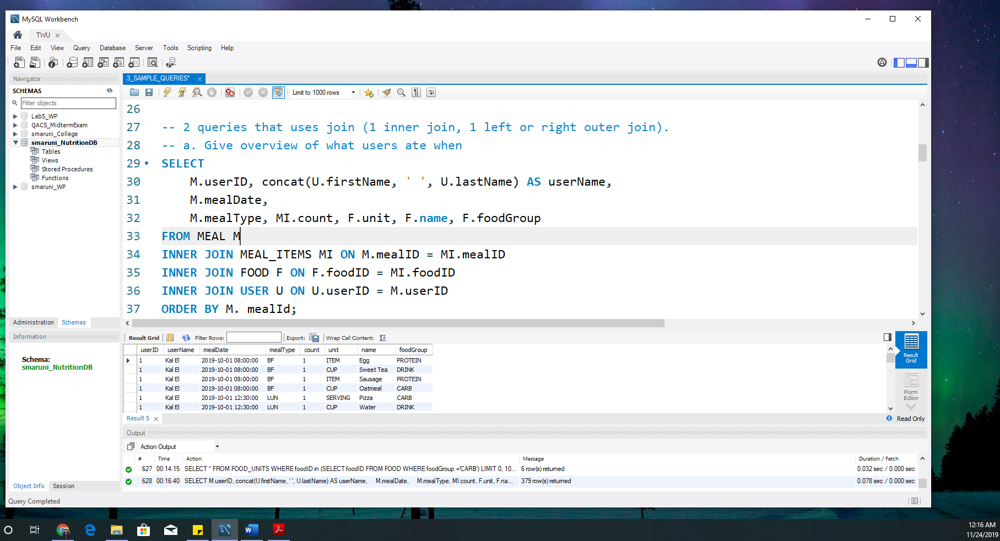 MySQL Workbench
TWU
File Edit View Query Database Server Tools Scripting Help
Navigator
SCHEMAS
Filter objects
Lab5_WP
QACS_MidtermExam
smaruni_College
smaruni_NutritionDB
Tables
Views
Stored Procedures
Functions
smaruni_WP
Administration Schemas
Information
Schema:
smaruni_NutritionDB
Object Info Session
Query Completed
3_SAMPLE_QUERIES*
Limit to 1000 rows
26
27 -- 2 queries that uses join (1 inner join, 1 left or right outer join).
28 -- a. Give overview of what users ate when
29 SELECT
30 M.userID, concat(U.firstName, ' ', U.lastName) AS userName,
31 M.mealDate,
32 M.mealType, MI.count, F.unit, F.name, F.foodGroup
33 FROM MEAL M
34 INNER JOIN MEAL_ITEMS MI ON M.mealID = MI.mealID
35 INNER JOIN FOOD F ON F.foodID = MI.foodID
36 INNER JOIN USER U ON U.userID = M.userID
37 ORDER BY M. mealId;
Result Grid Filter Rows: Export: Wrap Cell Content:
userID userName mealDate mealType count unit name foodGroup
1 Kal El 2019-10-01 08:00:00 BF 1 ITEM Egg PROTEIN
1 Kal El 2019-10-01 08:00:00 BF 1 CUP Sweet Tea DRINK
1 Kal El 2019-10-01 08:00:00 BF 1 ITEM Sausage PROTEIN
1 Kal El 2019-10-01 08:00:00 BF 1 CUP Oatmeal CARB
1 Kal El 2019-10-01 12:30:00 LUN 1 SERVING Pizza CARB
1 Kal El 2019-10-01 12:30:00 LUN 1 CUP Water DRINK
Result
Grid
Form
Editor
Result 5
Read Only
Output
Action Output
# Time Action Message Duration / Fetch
627 00:14:15 SELECT * FROM FOOD_UNITS WHERE foodID in (SELECT foodID FROM FOOD WHERE foodGroup ='CARB') LIMIT 0, 10... 6 row(s) returned 0.032 sec / 0.000 sec
628 00:16:40 SELECT M.userID, concat(U.firstName, ' ', U.lastName) AS userName, M.mealDate, M.mealType, MI.count, F.unit, F.na... 379 row(s) returned 0.078 sec / 0.000 sec
12:16 AM
11/24/2019